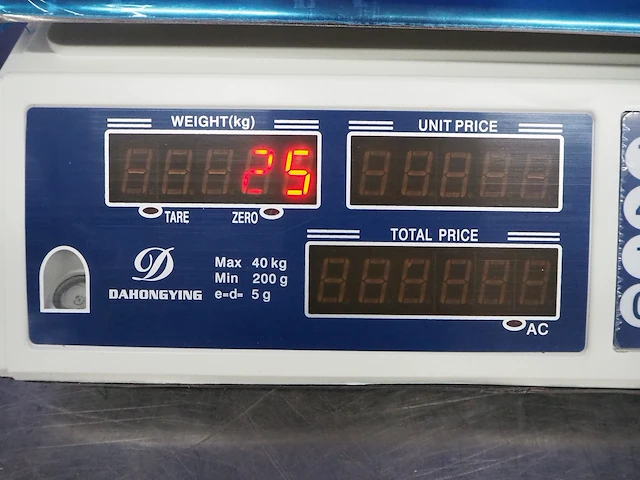 WEIGHT(kg)
UNIT PRICE
25
TARE
ZERO
TOTAL PRICE
D
DAHONGYING
Max 40 kg
Min 200 g
e=d= 5 g
AC